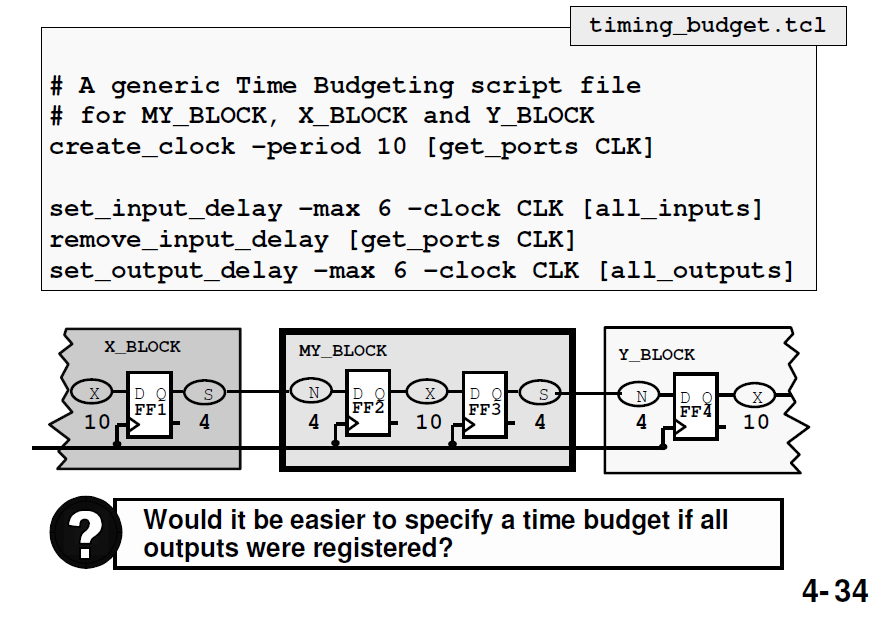 timing_budget.tcl
# A generic Time Budgeting script file
# for MY_BLOCK, X_BLOCK and Y_BLOCK
create_clock –period 10 [get_ports CLK]
set_input_delay –max 6 –clock CLK [all_inputs]
remove_input_delay [get_ports CLK]
set_output_delay –max 6 –clock CLK [all_outputs]
X_BLOCK
MY_BLOCK
Y_BLOCK
X D Q S N D Q X D Q S N D Q X
FF1 FF2 FF3 FF4
10 4 4 10 4 4 10
? Would it be easier to specify a time budget if all
outputs were registered?
4-34